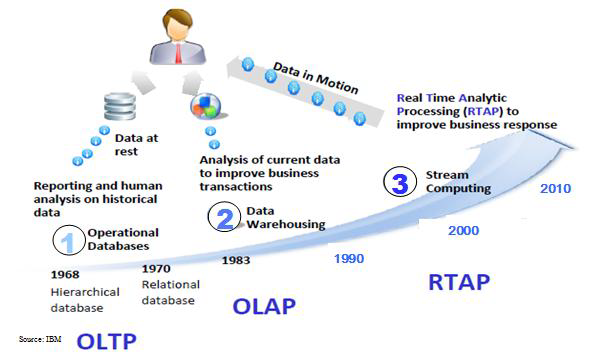 Data in Motion
Data at
rest
Real Time Analytic
Processing (RTAP) to
improve business response
Analysis of current data
to improve business
transactions
Reporting and human
analysis on historical
data
3
Stream
Computing
2010
2
Data
Warehousing
2000
1
Operational
Databases
1990
1983
1970
Relational
database
1968
Hierarchical
database
RTAP
OLAP
OLTP
Source: IBM